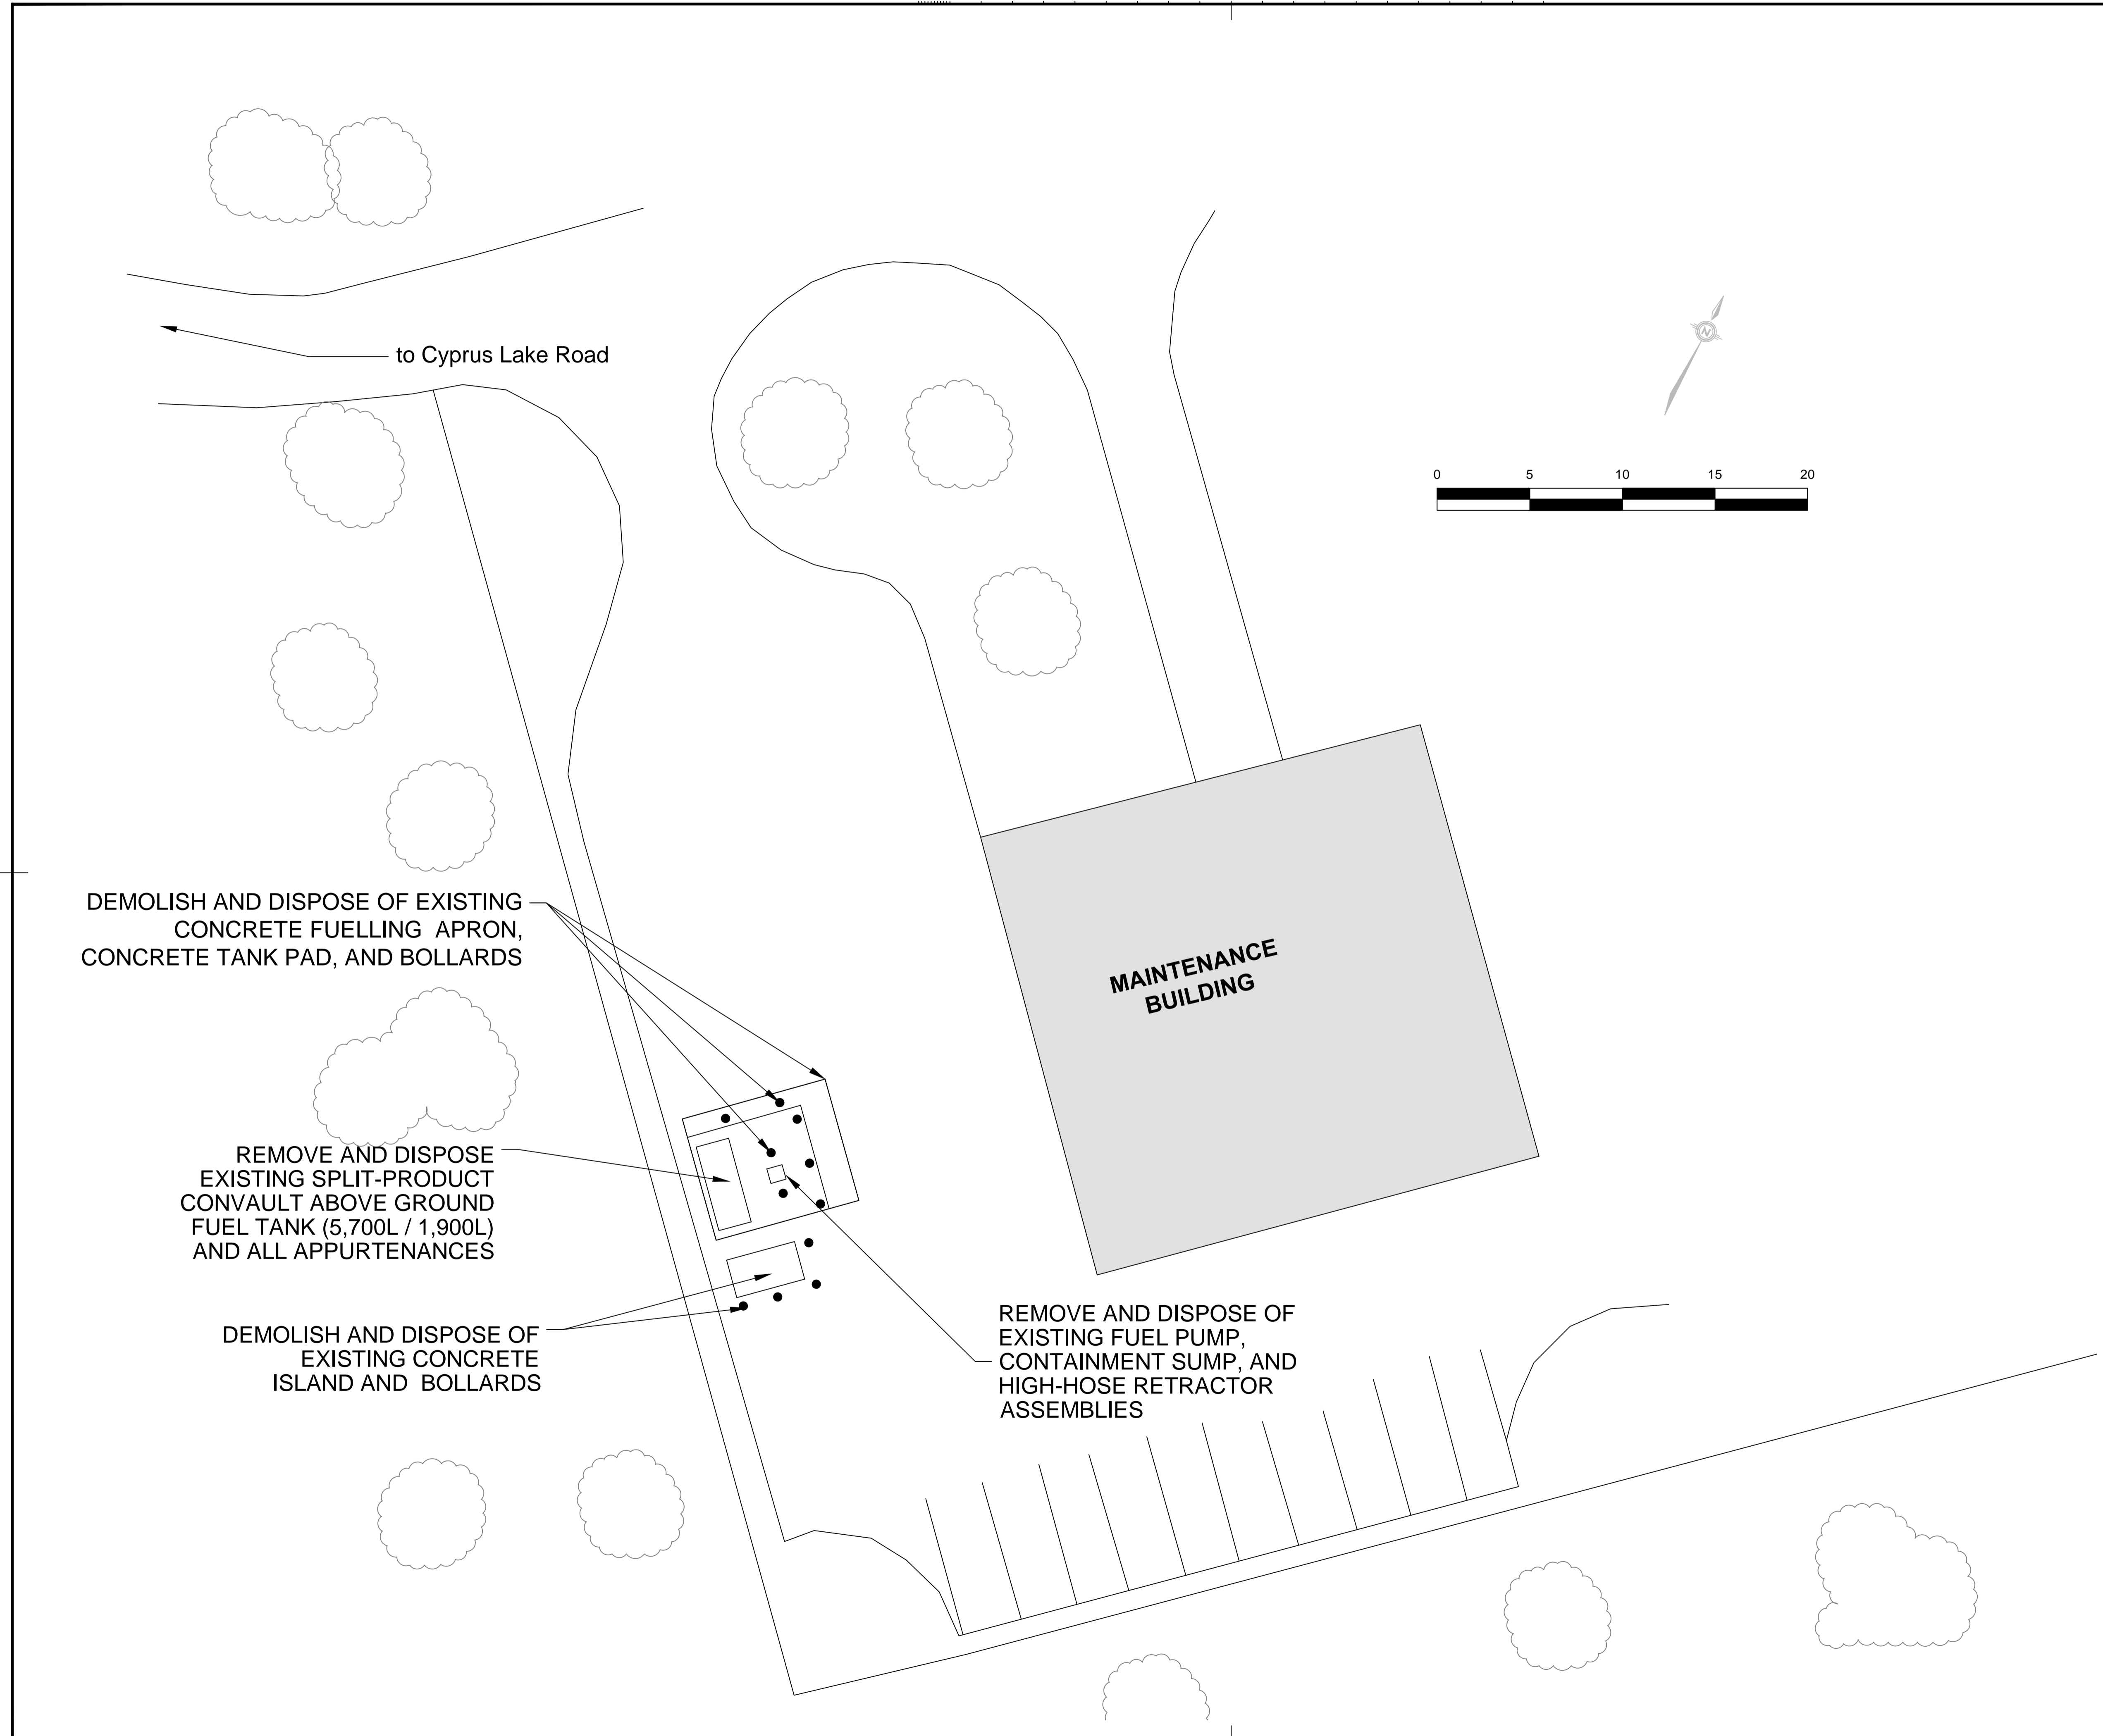 to Cyprus Lake Road
N
0 5 10 15 20
DEMOLISH AND DISPOSE OF EXISTING
CONCRETE FUELLING APRON,
CONCRETE TANK PAD, AND BOLLARDS
MAINTENANCE
BUILDING
REMOVE AND DISPOSE
EXISTING SPLIT-PRODUCT
CONVAULT ABOVE GROUND
FUEL TANK (5,700L / 1,900L)
AND ALL APPURTENANCES
DEMOLISH AND DISPOSE OF
EXISTING CONCRETE
ISLAND AND BOLLARDS
REMOVE AND DISPOSE OF
EXISTING FUEL PUMP,
CONTAINMENT SUMP, AND
HIGH-HOSE RETRACTOR
ASSEMBLIES